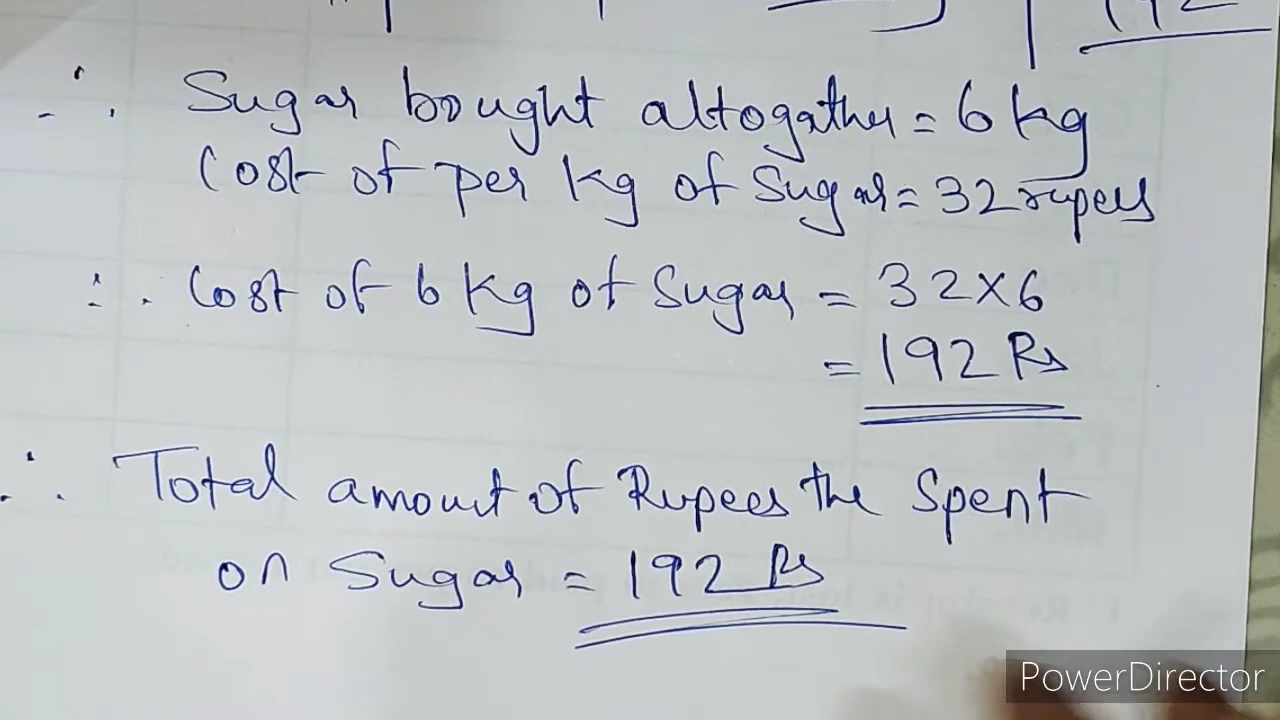 192
∴ Sugar bought altogather = 6 kg
Cost of per kg of Sugar = 32 rupees
∴ Cost of 6 kg of Sugar = 32×6
= 192 Rs
∴ Total amount of Rupees the Spent
on Sugar = 192 Rs
PowerDirector